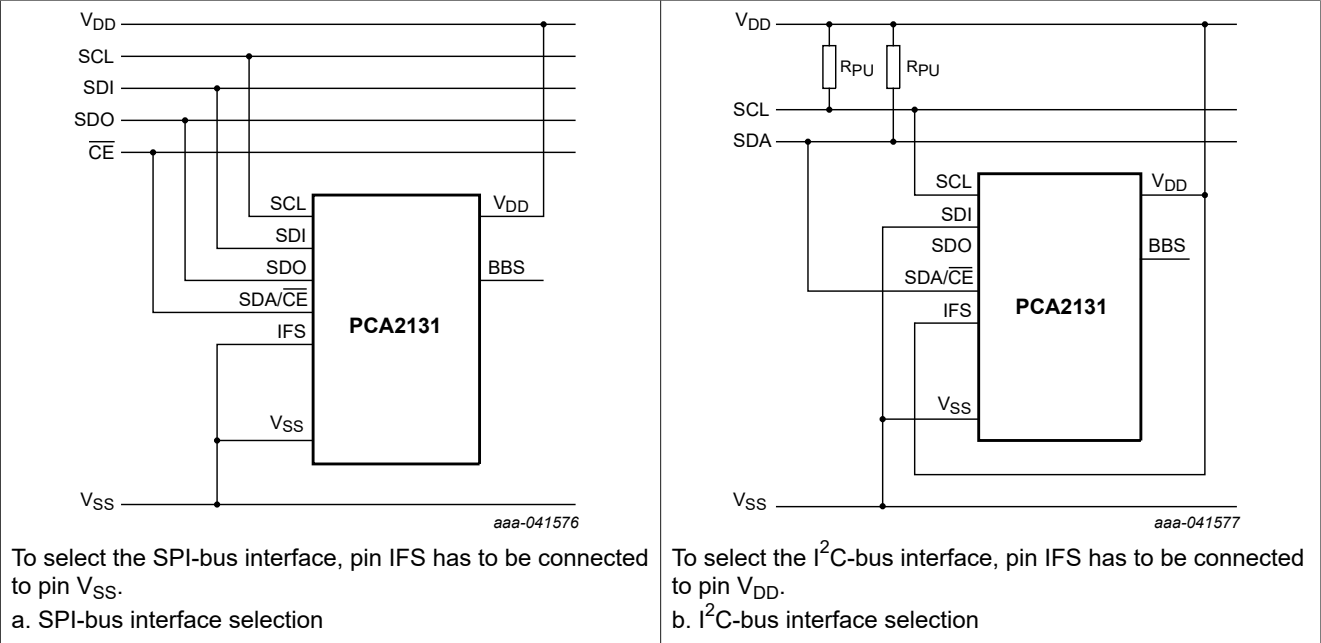 VDD
SCL
SDI
SDO
CE
SCL
SDI
SDO
SDA/CE
IFS
VSS
VDD
BBS
PCA2131
VSS
aaa-041576
To select the SPI-bus interface, pin IFS has to be connected
to pin VSS.
a. SPI-bus interface selection
VDD
RPU RPU
SCL
SDA
SCL
SDI
SDO
SDA/CE
IFS
VSS
VDD
BBS
PCA2131
VSS
aaa-041577
To select the I²C-bus interface, pin IFS has to be connected
to pin VDD.
b. I²C-bus interface selection